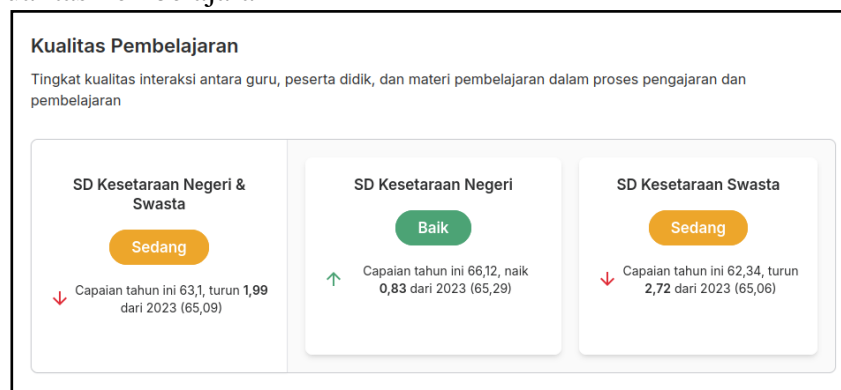 Kualitas Pembelajaran
Tingkat kualitas interaksi antara guru, peserta didik, dan materi pembelajaran dalam proses pengajaran dan
pembelajaran
SD Kesetaraan Negeri &
Swasta
Sedang
Capaian tahun ini 63,1, turun 1,99
dari 2023 (65,09)
SD Kesetaraan Negeri
Baik
Capaian tahun ini 66,12, naik
0,83 dari 2023 (65,29)
SD Kesetaraan Swasta
Sedang
Capaian tahun ini 62,34, turun
2,72 dari 2023 (65,06)